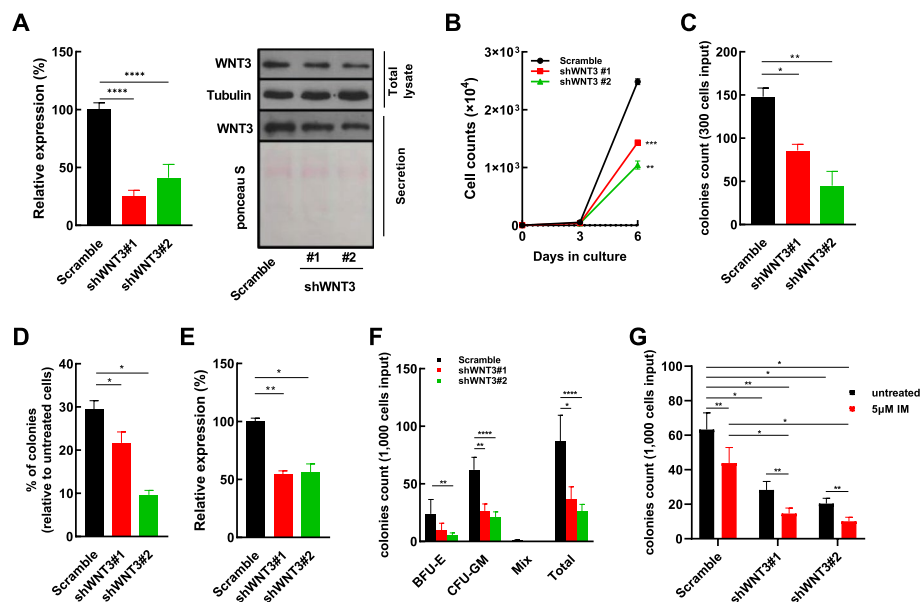 A
Relative expression (%)
150
100
50
0
****
****
Scramble
shWNT3#1
shWNT3#2
WNT3
Tubulin
WNT3
ponceau S
Total
lysate
Secretion
Scramble
#1
#2
shWNT3
B
Cell counts (×10⁴)
3×10³
2×10³
1×10³
0
0
3
6
Days in culture
Scramble
shWNT3 #1
shWNT3 #2
***
**
C
colonies count (300 cells input)
200
150
100
50
0
**
*
Scramble
shWNT3#1
shWNT3#2
D
% of colonies
(relative to untreated cells)
40
30
20
10
0
*
*
Scramble
shWNT3#1
shWNT3#2
E
Relative expression (%)
150
100
50
0
*
**
Scramble
shWNT3#1
shWNT3#2
F
colonies count (1,000 cells input)
150
100
50
0
Scramble
shWNT3#1
shWNT3#2
**
****
**
****
*
BFU-E
CFU-GM
Mix
Total
G
colonies count (1,000 cells input)
100
80
60
40
20
0
untreated
5µM IM
*
*
**
*
**
*
*
**
**
Scramble
shWNT3#1
shWNT3#2